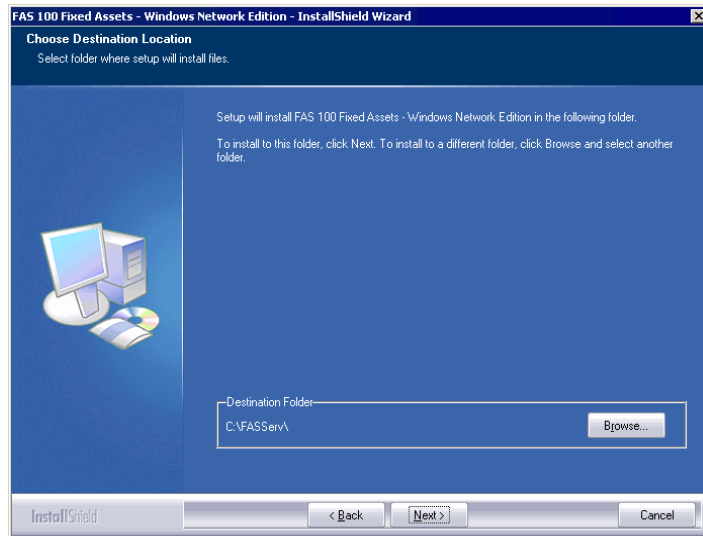 FAS 100 Fixed Assets - Windows Network Edition - InstallShield Wizard
Choose Destination Location
Select folder where setup will install files.
Setup will install FAS 100 Fixed Assets - Windows Network Edition in the following folder.
To install to this folder, click Next. To install to a different folder, click Browse and select another
folder.
Destination Folder
C:\FASServ\
Browse...
InstallShield
< Back
Next >
Cancel